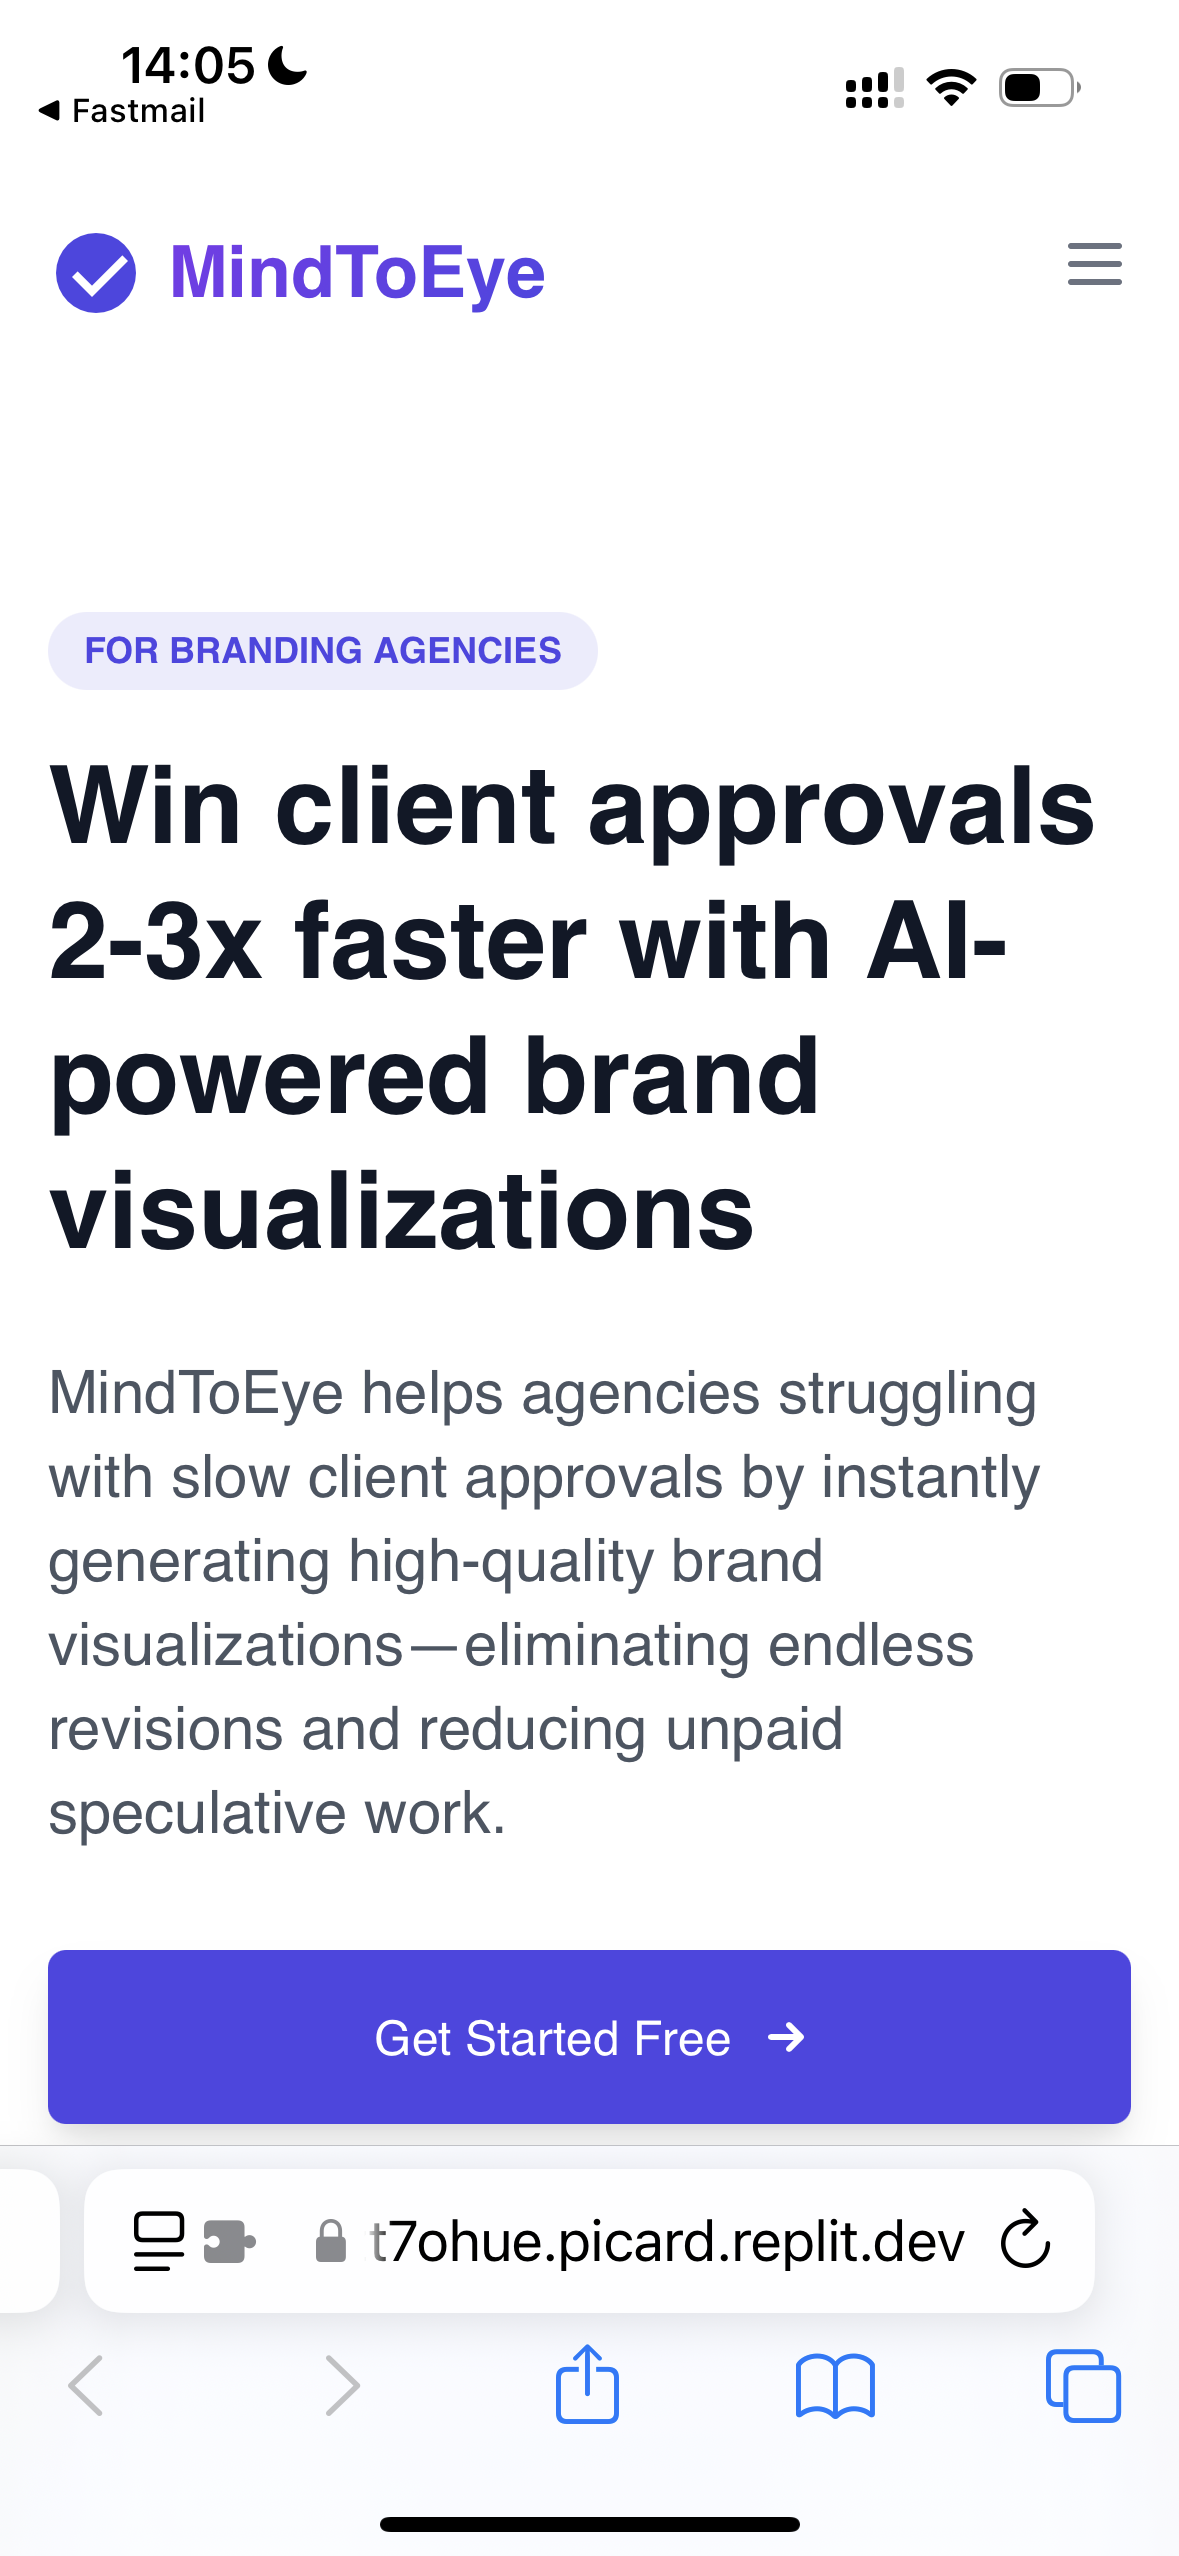 14:05
Fastmail
MindToEye
FOR BRANDING AGENCIES
Win client approvals
2-3x faster with AI-
powered brand
visualizations
MindToEye helps agencies struggling
with slow client approvals by instantly
generating high-quality brand
visualizations—eliminating endless
revisions and reducing unpaid
speculative work.
Get Started Free →
t7ohue.picard.replit.dev